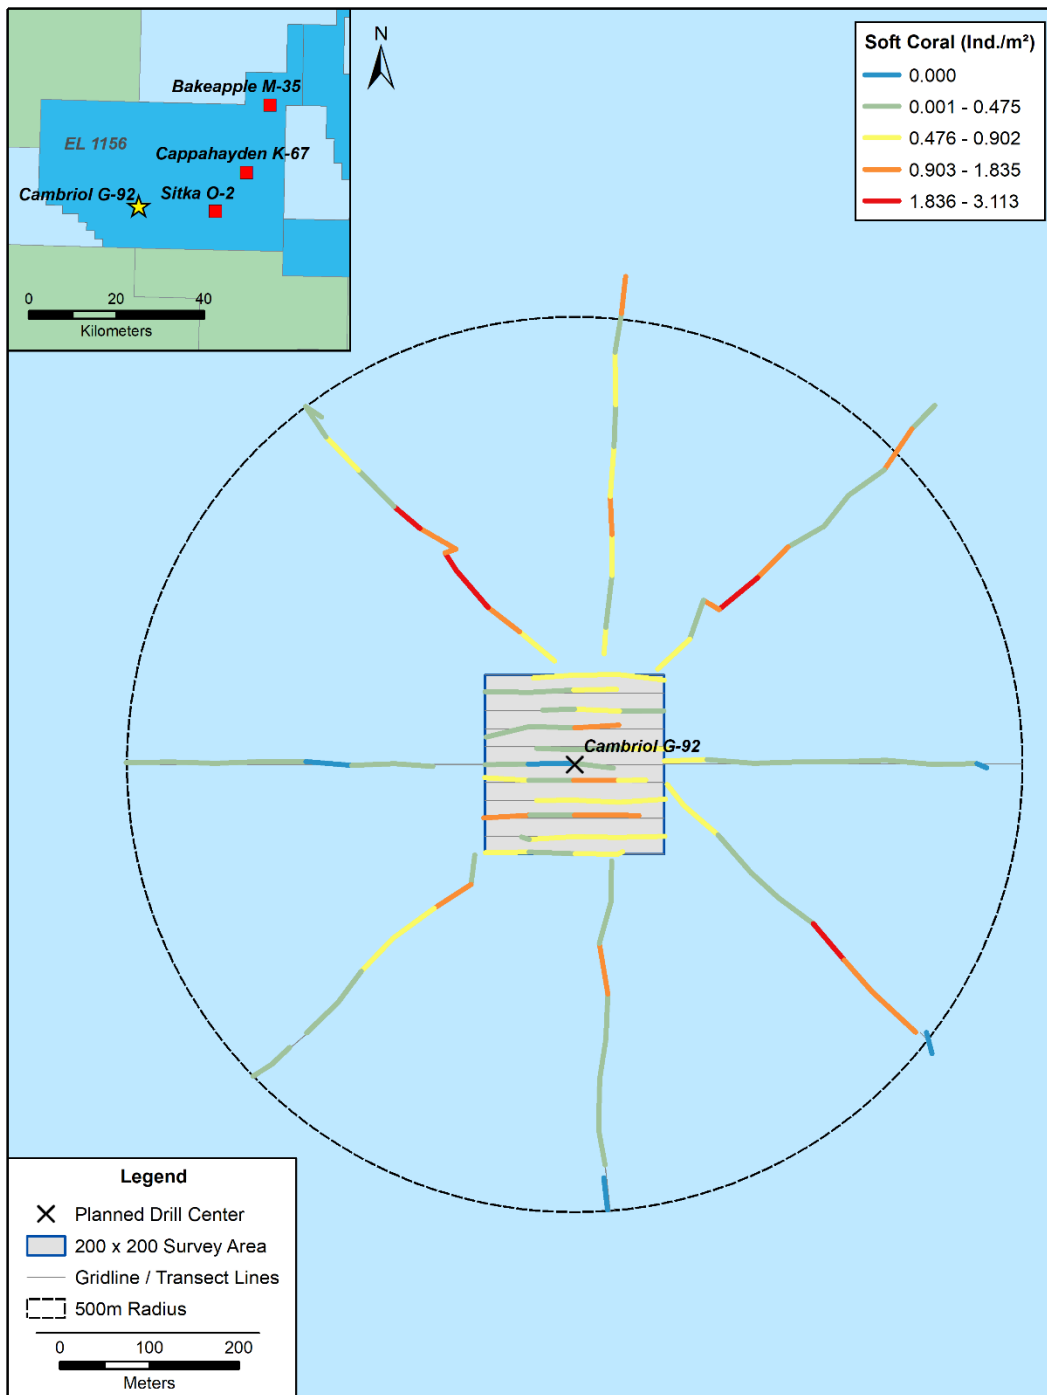 N
Bakeapple M-35
EL 1156
Cappahayden K-67
Cambriol G-92
Sitka O-2
0 20 40
Kilometers
Soft Coral (Ind./m²)
0.000
0.001 - 0.475
0.476 - 0.902
0.903 - 1.835
1.836 - 3.113
Cambriol G-92
Legend
Planned Drill Center
200 x 200 Survey Area
Gridline / Transect Lines
500m Radius
0 100 200
Meters